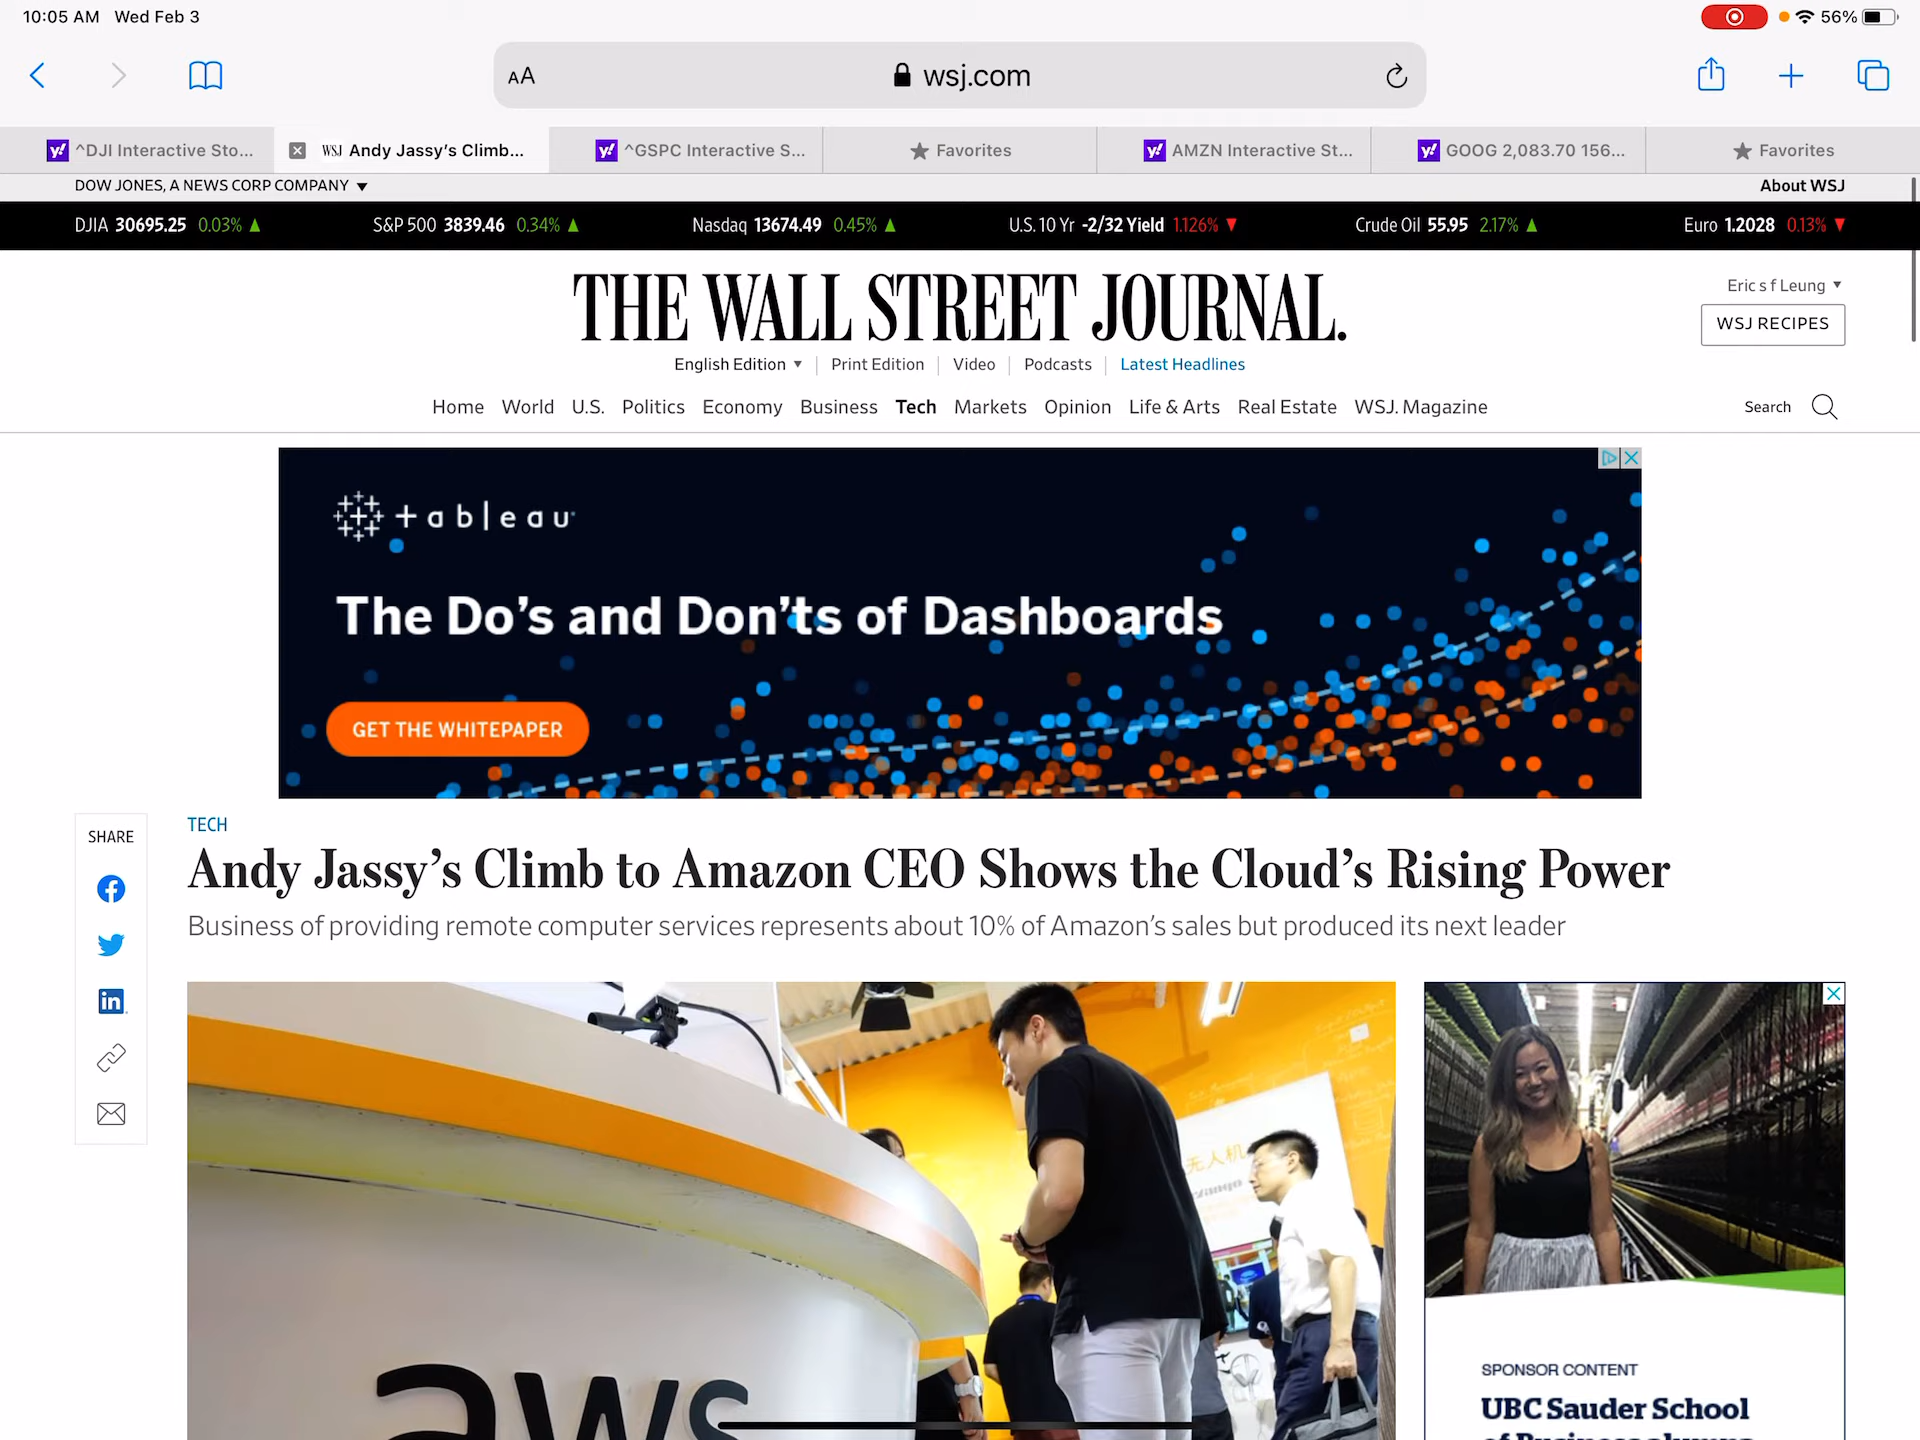 10:05 AM Wed Feb 3
56%
AA
wsj.com
^DJI Interactive Sto...
WSJ Andy Jassy's Climb...
^GSPC Interactive S...
Favorites
AMZN Interactive St...
GOOG 2,083.70 156...
Favorites
DOW JONES, A NEWS CORP COMPANY
About WSJ
DJIA 30695.25 0.03%
S&P 500 3839.46 0.34%
Nasdaq 13674.49 0.45%
U.S. 10 Yr -2/32 Yield 1.126%
Crude Oil 55.95 2.17%
Euro 1.2028 0.13%
THE WALL STREET JOURNAL.
Eric s f Leung
WSJ RECIPES
English Edition
Print Edition
Video
Podcasts
Latest Headlines
Home World U.S. Politics Economy Business Tech Markets Opinion Life & Arts Real Estate WSJ. Magazine
Search
+ableau
The Do's and Don'ts of Dashboards
GET THE WHITEPAPER
SHARE
TECH
Andy Jassy's Climb to Amazon CEO Shows the Cloud's Rising Power
Business of providing remote computer services represents about 10% of Amazon's sales but produced its next leader
无人机
aws
SPONSOR CONTENT
UBC Sauder School
of Business alumna